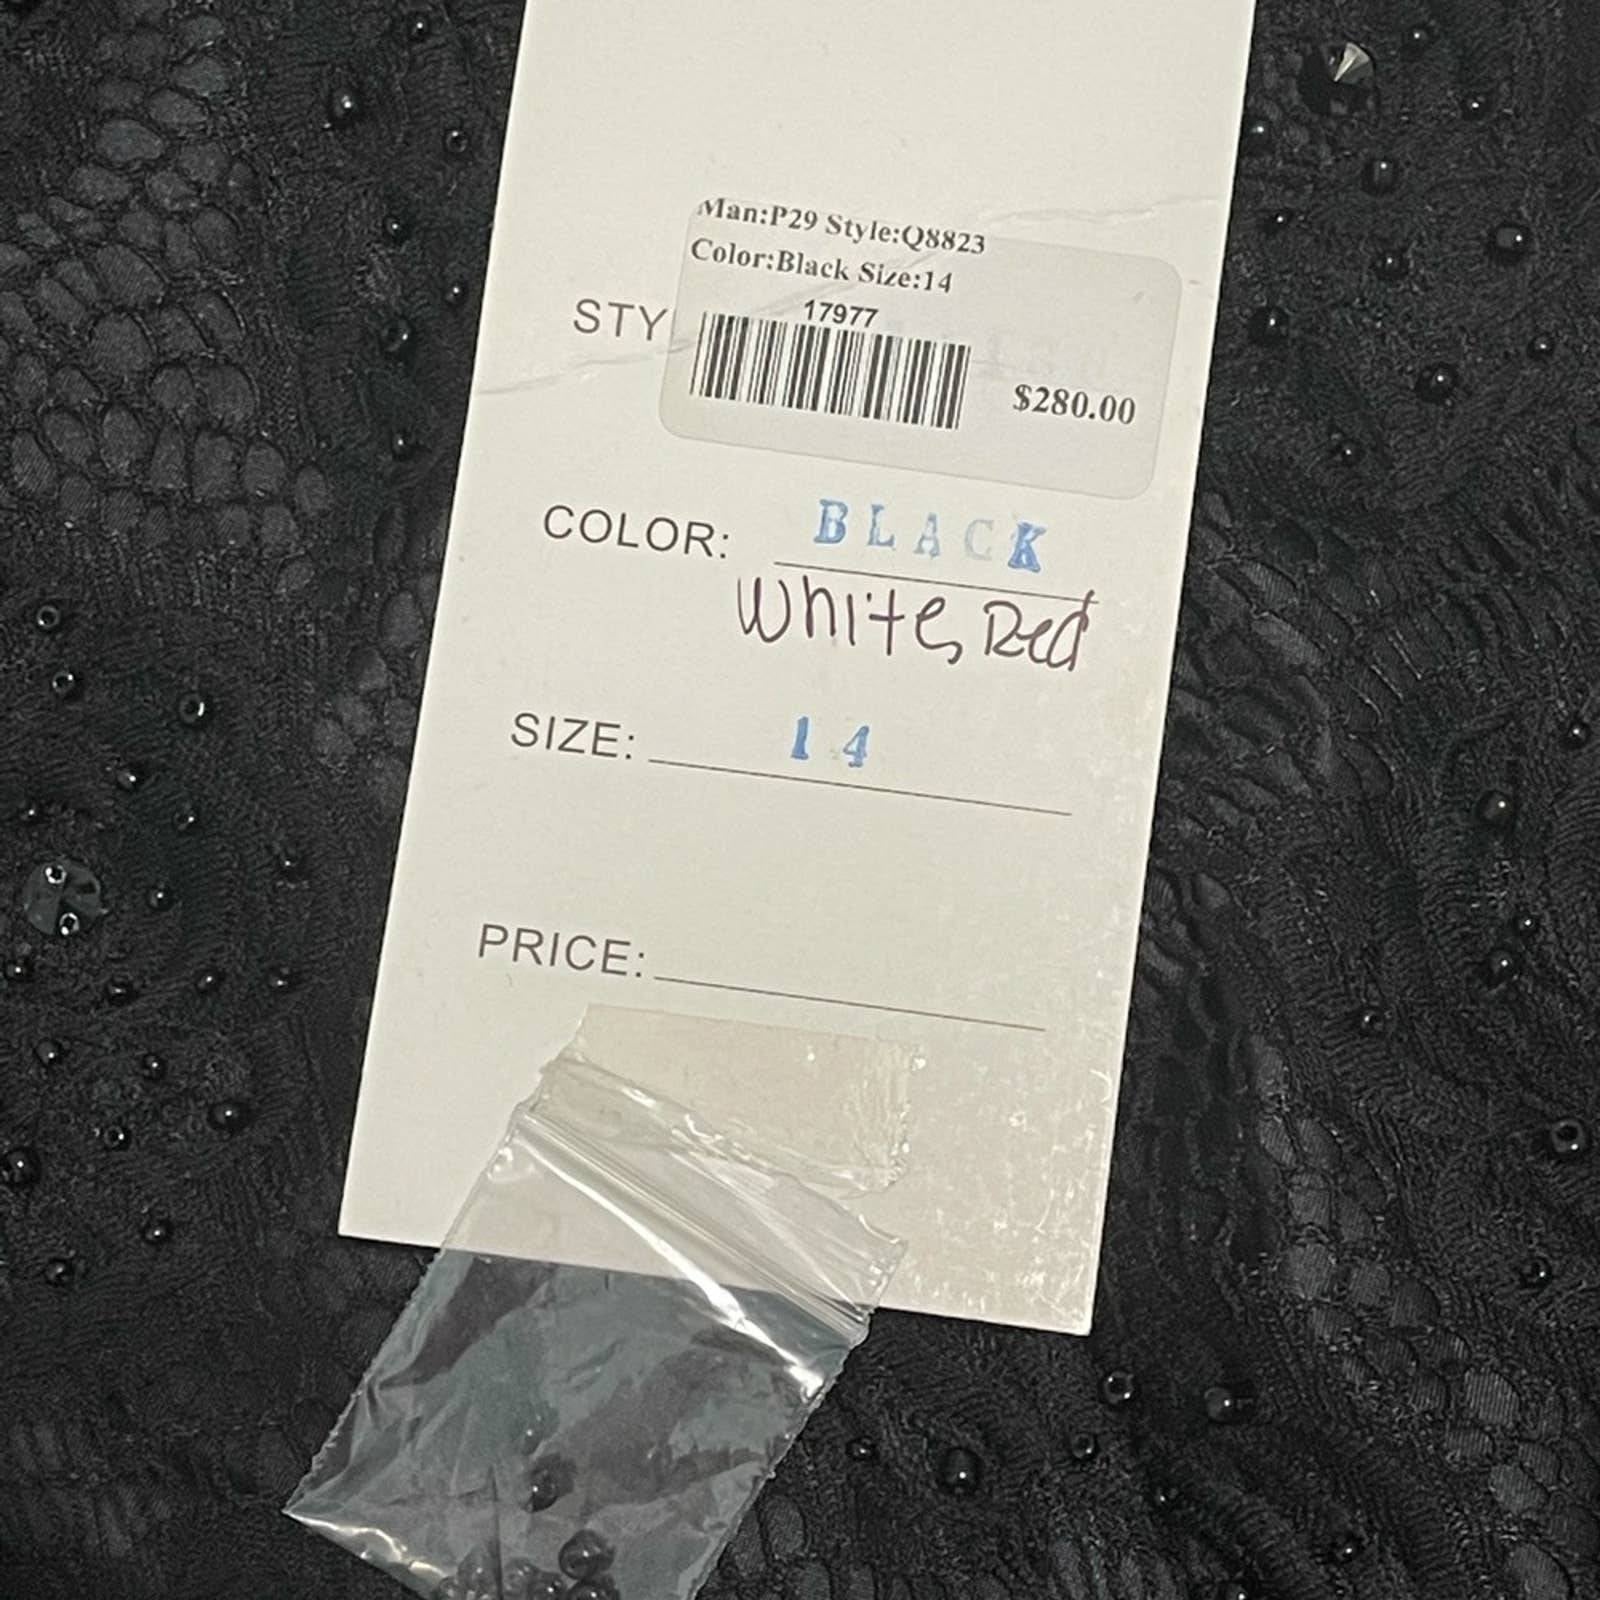 Man:P29 Style:Q8823
Color:Black Size:14
17977
STY
$280.00
COLOR: BLACK
White, Red
SIZE: 14
PRICE: